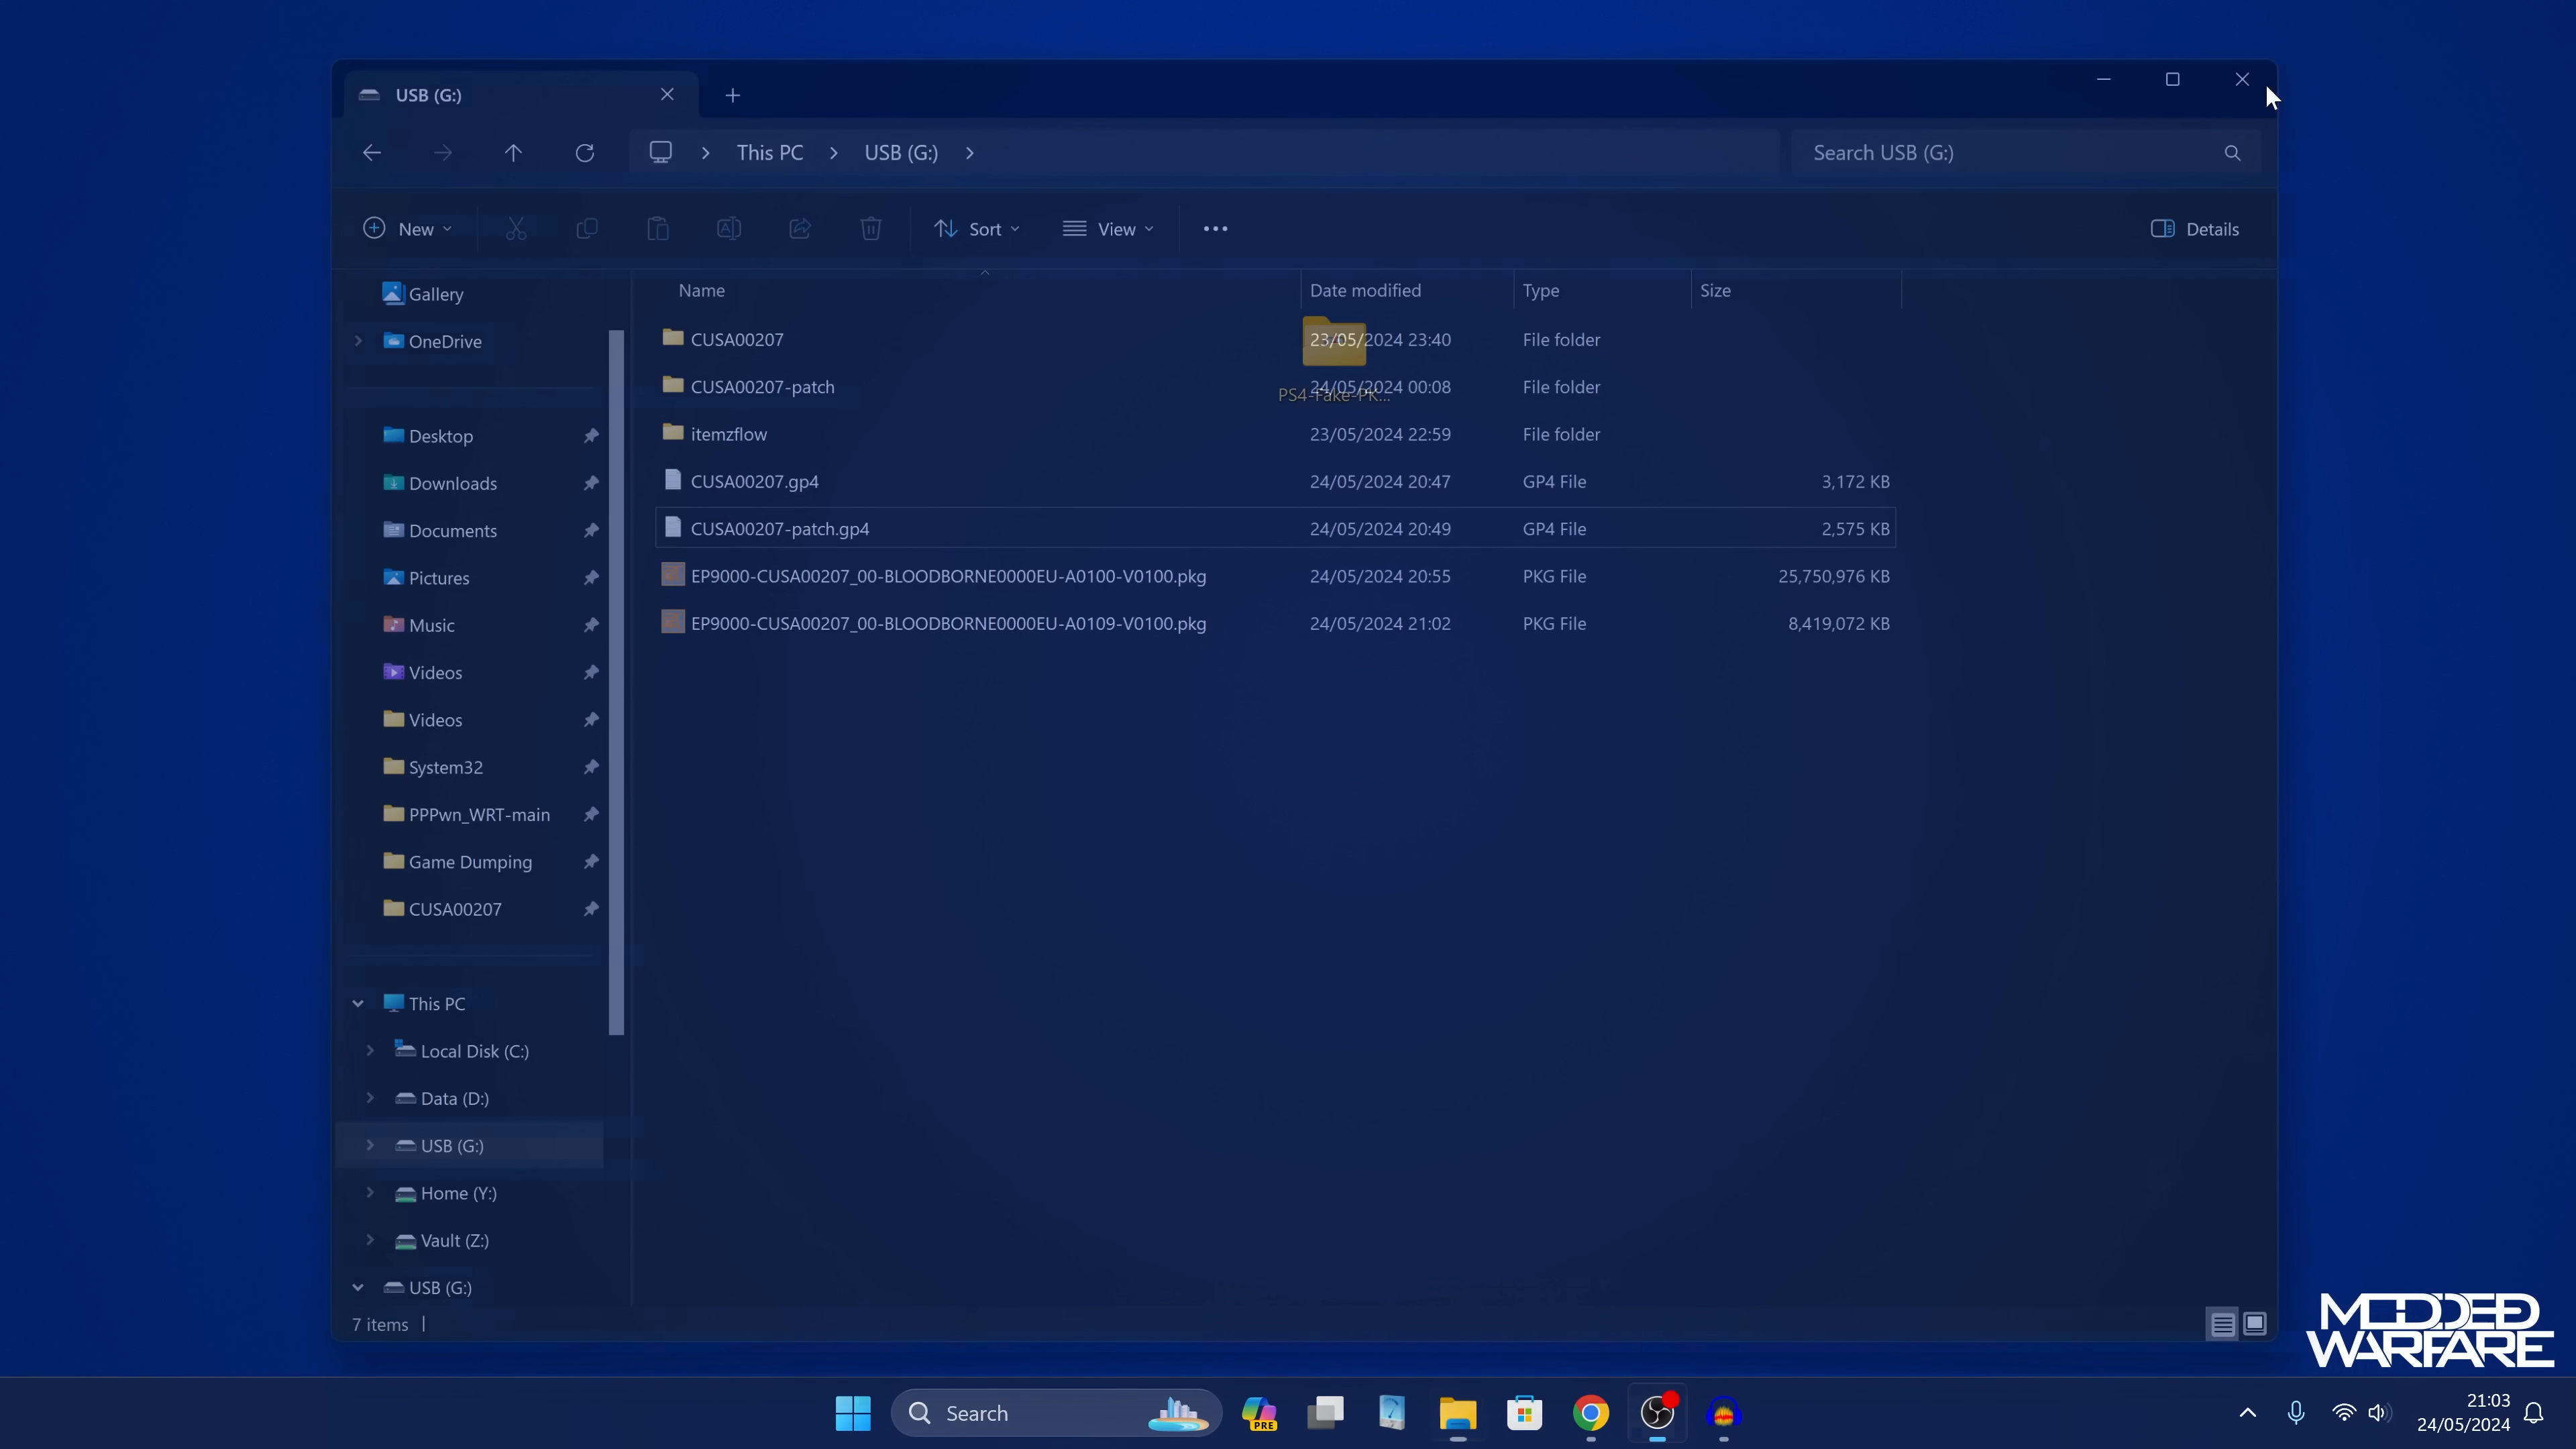 USB (G:)
This PC
USB (G:)
Search USB (G:)
New
Sort
View
Details
Gallery
OneDrive
Desktop
Downloads
Documents
Pictures
Music
Videos
Videos
System32
PPPwn_WRT-main
Game Dumping
CUSA00207
This PC
Local Disk (C:)
Data (D:)
USB (G:)
Home (Y:)
Vault (Z:)
USB (G:)
Name Date modified Type Size
CUSA00207 23/05/2024 23:40 File folder
CUSA00207-patch 24/05/2024 00:08 File folder
PS4-Fake-PK...
itemzflow 23/05/2024 22:59 File folder
CUSA00207.gp4 24/05/2024 20:47 GP4 File 3,172 KB
CUSA00207-patch.gp4 24/05/2024 20:49 GP4 File 2,575 KB
EP9000-CUSA00207_00-BLOODBORNE0000EU-A0100-V0100.pkg 24/05/2024 20:55 PKG File 25,750,976 KB
EP9000-CUSA00207_00-BLOODBORNE0000EU-A0109-V0100.pkg 24/05/2024 21:02 PKG File 8,419,072 KB
7 items
MODDED
WARFARE
Search
PRE
21:03
24/05/2024